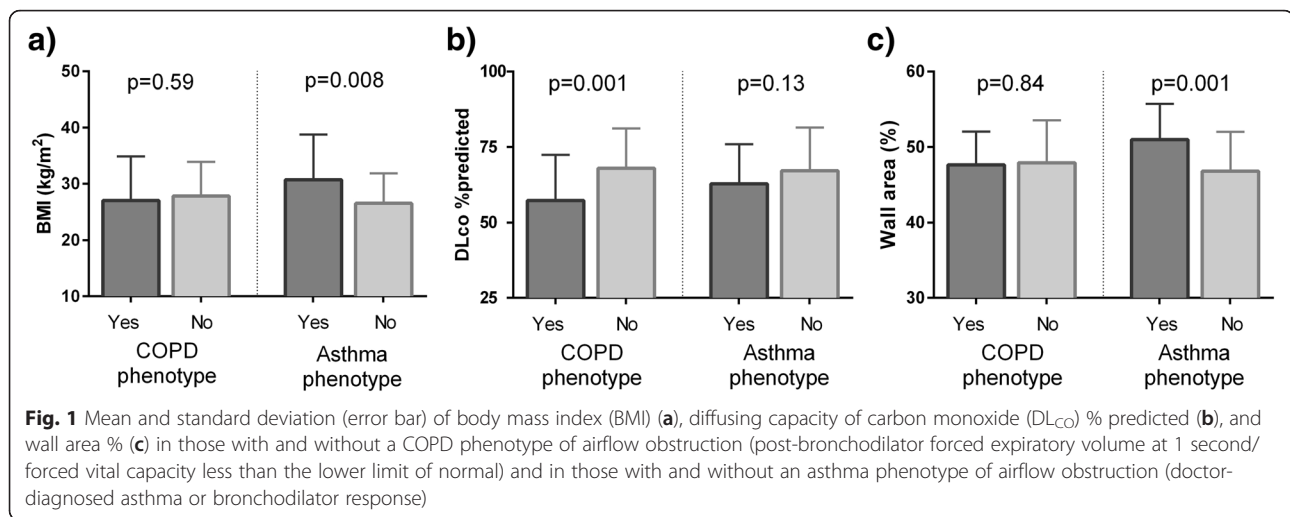 a)
BMI (kg/m²)
50
40
30
20
10
p=0.59
p=0.008
Yes
No
Yes
No
COPD
phenotype
Asthma
phenotype
b)
DLco %predicted
100
75
50
25
p=0.001
p=0.13
Yes
No
Yes
No
COPD
phenotype
Asthma
phenotype
c)
Wall area (%)
60
50
40
30
p=0.84
p=0.001
Yes
No
Yes
No
COPD
phenotype
Asthma
phenotype
Fig. 1 Mean and standard deviation (error bar) of body mass index (BMI) (a), diffusing capacity of carbon monoxide (DLCO) % predicted (b), and
wall area % (c) in those with and without a COPD phenotype of airflow obstruction (post-bronchodilator forced expiratory volume at 1 second/
forced vital capacity less than the lower limit of normal) and in those with and without an asthma phenotype of airflow obstruction (doctor-
diagnosed asthma or bronchodilator response)